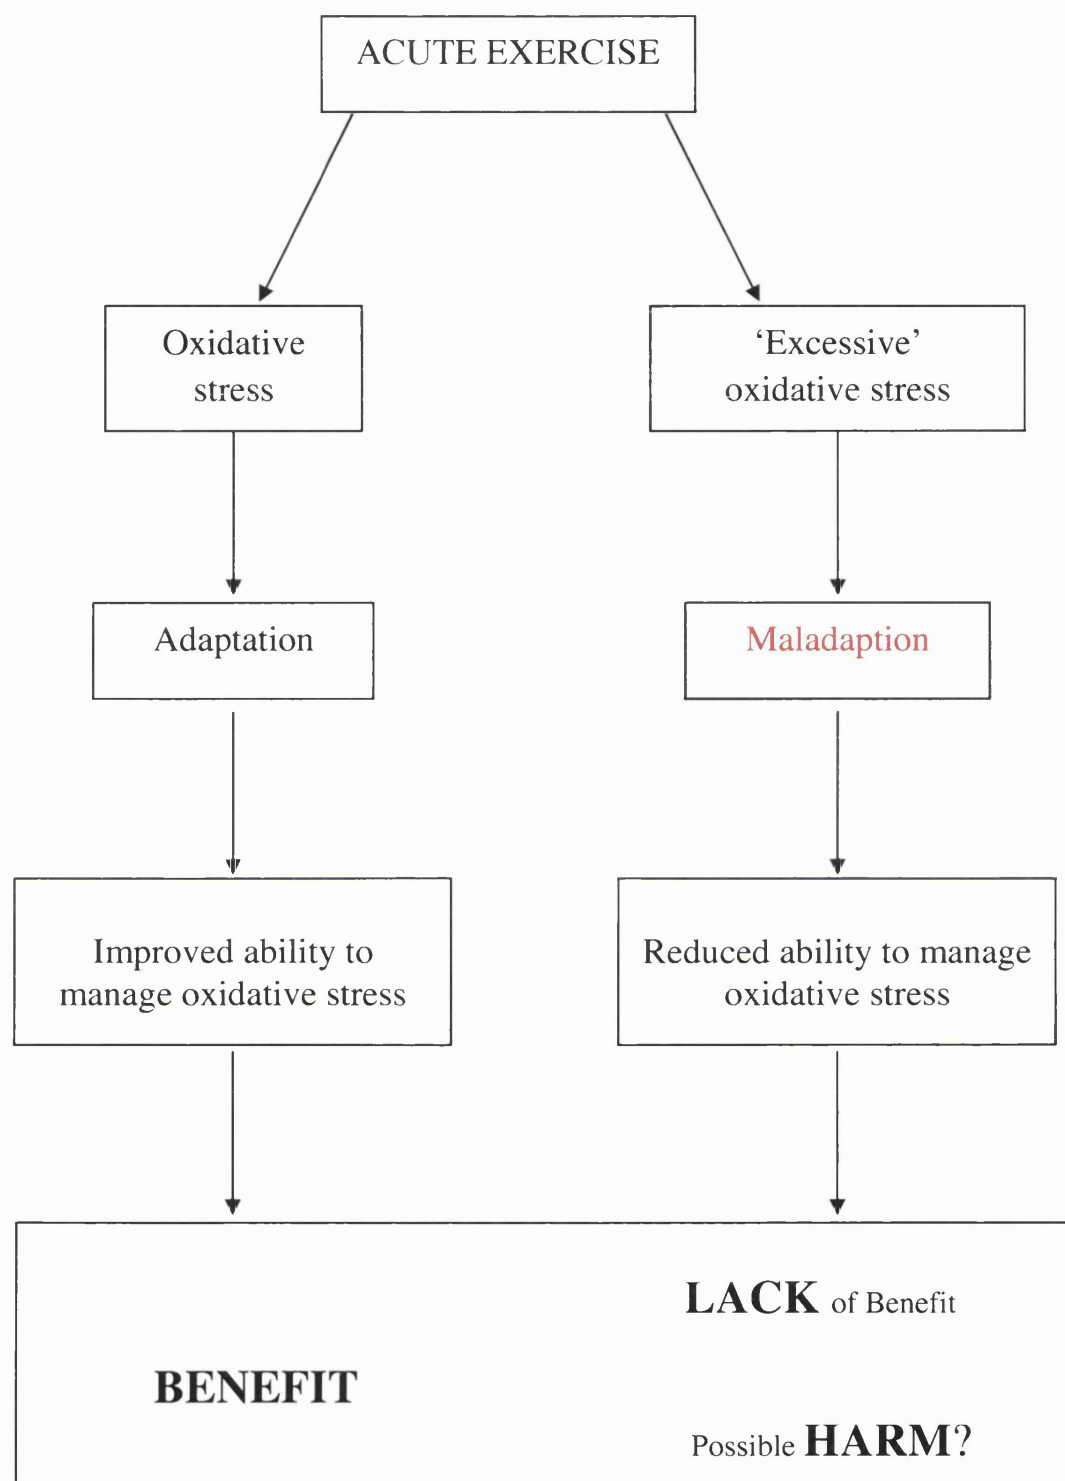 ACUTE EXERCISE
Oxidative
stress
‘Excessive’
oxidative stress
Adaptation
Maladaption
Improved ability to
manage oxidative stress
Reduced ability to manage
oxidative stress
LACK of Benefit
BENEFIT
Possible HARM?